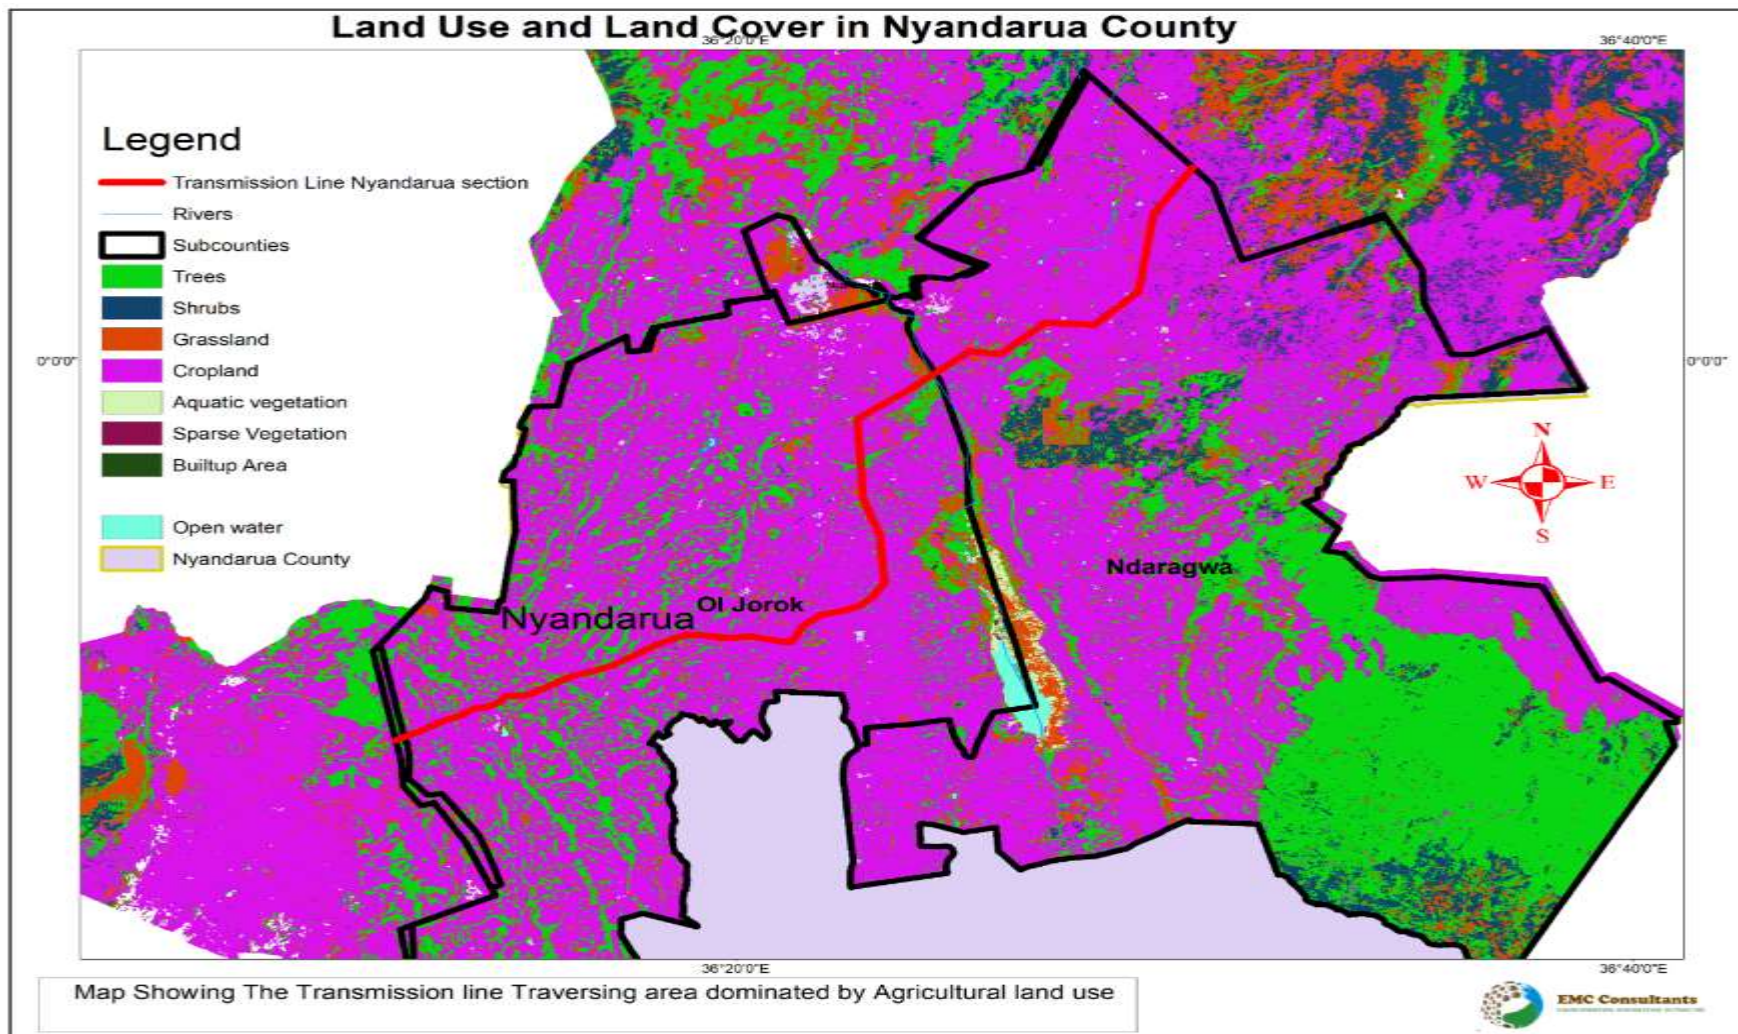 Land Use and Land Cover in Nyandarua County
36°20'0"E
36°40'0"E
Legend
Transmission Line Nyandarua section
Rivers
Subcounties
Trees
Shrubs
Grassland
Cropland
Aquatic vegetation
Sparse Vegetation
Builtup Area
Open water
Nyandarua County
0°0'0"
0°0'0"
N
W
E
S
Ndaragwa
Ol Jorok
Nyandarua
36°20'0"E
36°40'0"E
Map Showing The Transmission line Traversing area dominated by Agricultural land use
EMC Consultants